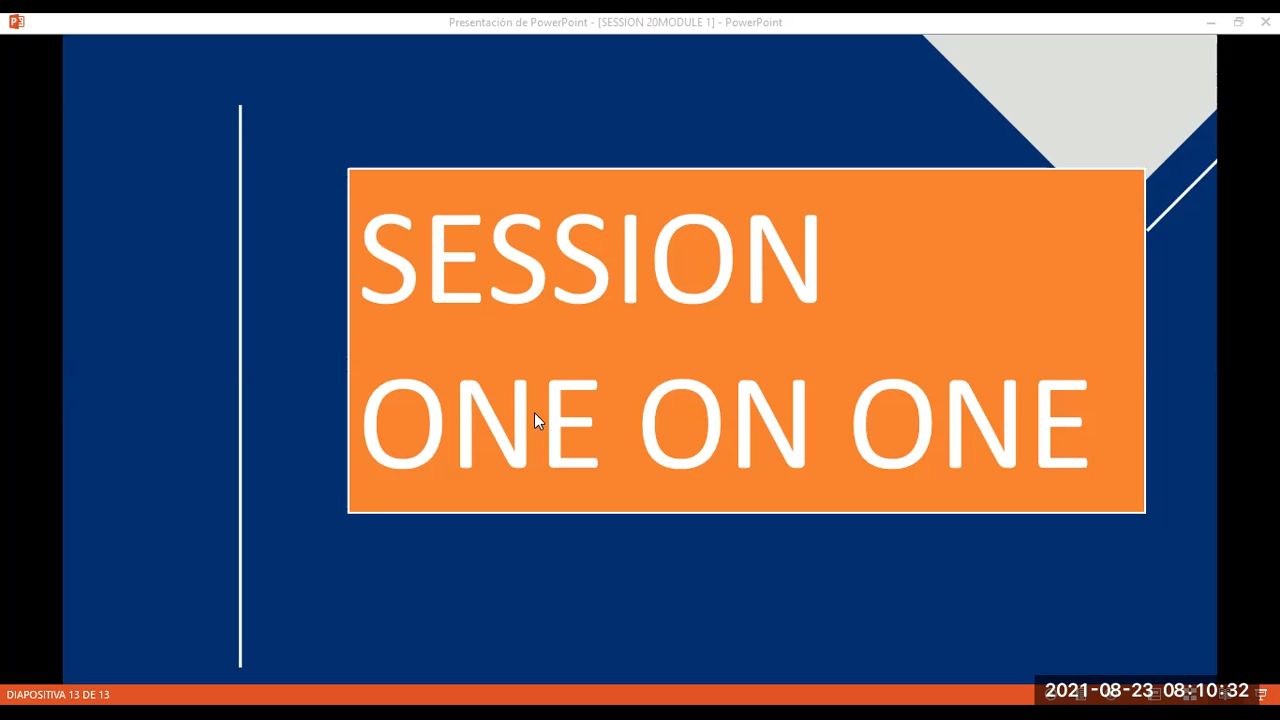 Presentación de PowerPoint - [SESSION 20MODULE 1] - PowerPoint
SESSION
ONE ON ONE
DIAPOSITIVA 13 DE 13
2021-08-23 08:10:32